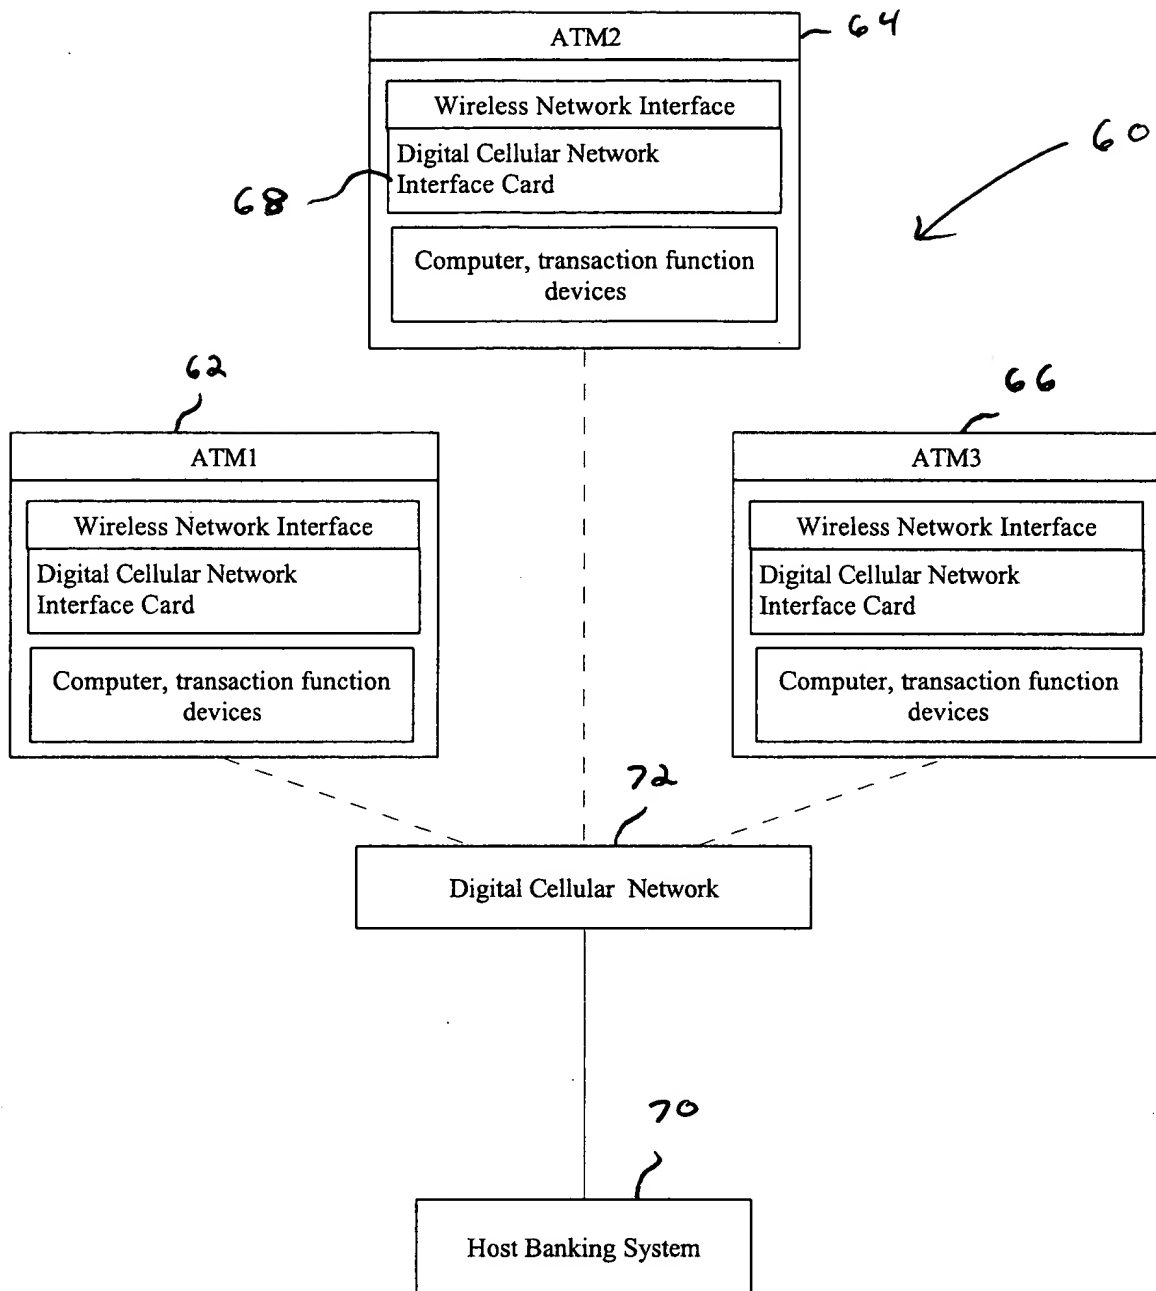 ATM2
64
Wireless Network Interface
Digital Cellular Network
Interface Card
60
68
Computer, transaction function
devices
62
66
ATM1
ATM3
Wireless Network Interface
Digital Cellular Network
Interface Card
Computer, transaction function
devices
Wireless Network Interface
Digital Cellular Network
Interface Card
Computer, transaction function
devices
72
Digital Cellular Network
70
Host Banking System